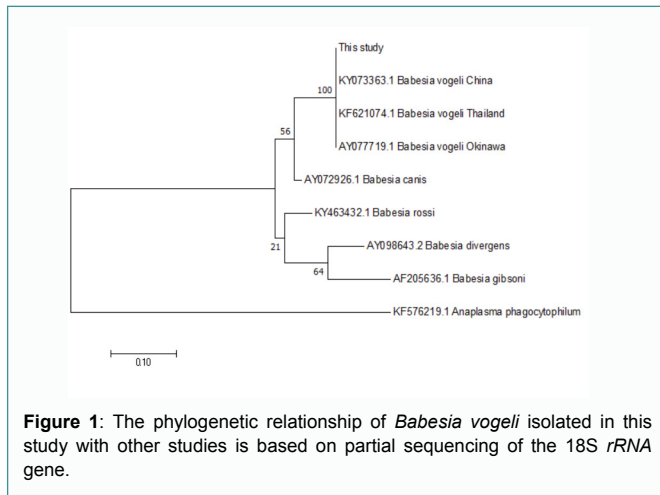 This study
KY073363.1 Babesia vogeli China
100
KF621074.1 Babesia vogeli Thailand
56
AY077719.1 Babesia vogeli Okinawa
AY072926.1 Babesia canis
KY463432.1 Babesia rossi
21
AY098643.2 Babesia divergens
64
AF205636.1 Babesia gibsoni
KF576219.1 Anaplasma phagocytophilum
0.10
Figure 1: The phylogenetic relationship of Babesia vogeli isolated in this
study with other studies is based on partial sequencing of the 18S rRNA
gene.